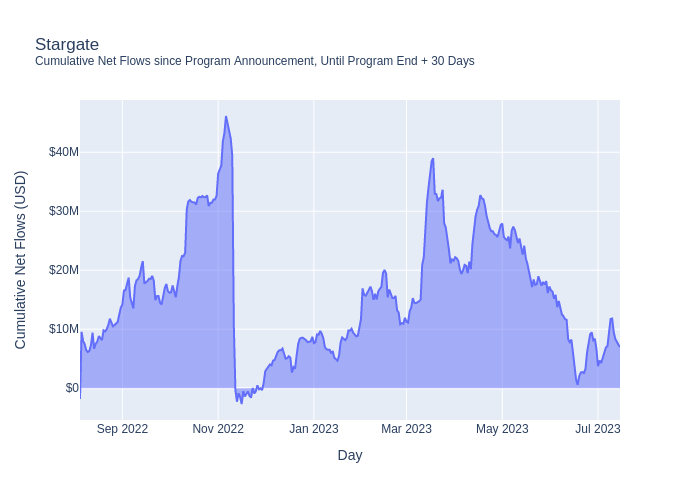 Stargate
Cumulative Net Flows since Program Announcement, Until Program End + 30 Days
Cumulative Net Flows (USD)
$40M
$30M
$20M
$10M
$0
Sep 2022
Nov 2022
Jan 2023
Mar 2023
May 2023
Jul 2023
Day